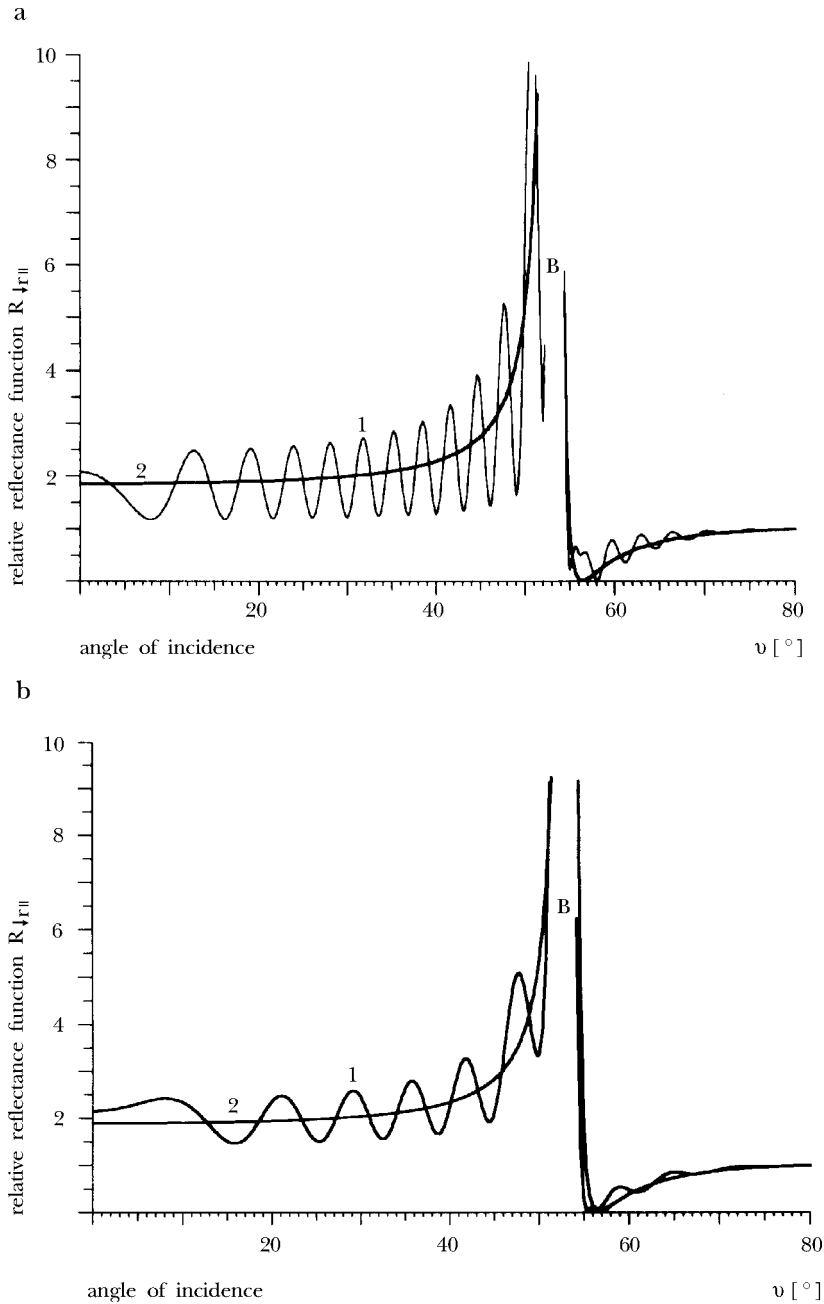 a
10
8
6
4
2
relative reflectance function R↓r||
B
1
2
20
40
60
80
angle of incidence
υ [ ° ]
b
10
8
6
4
2
relative reflectance function R↓r||
B
1
2
20
40
60
80
angle of incidence
υ [ ° ]